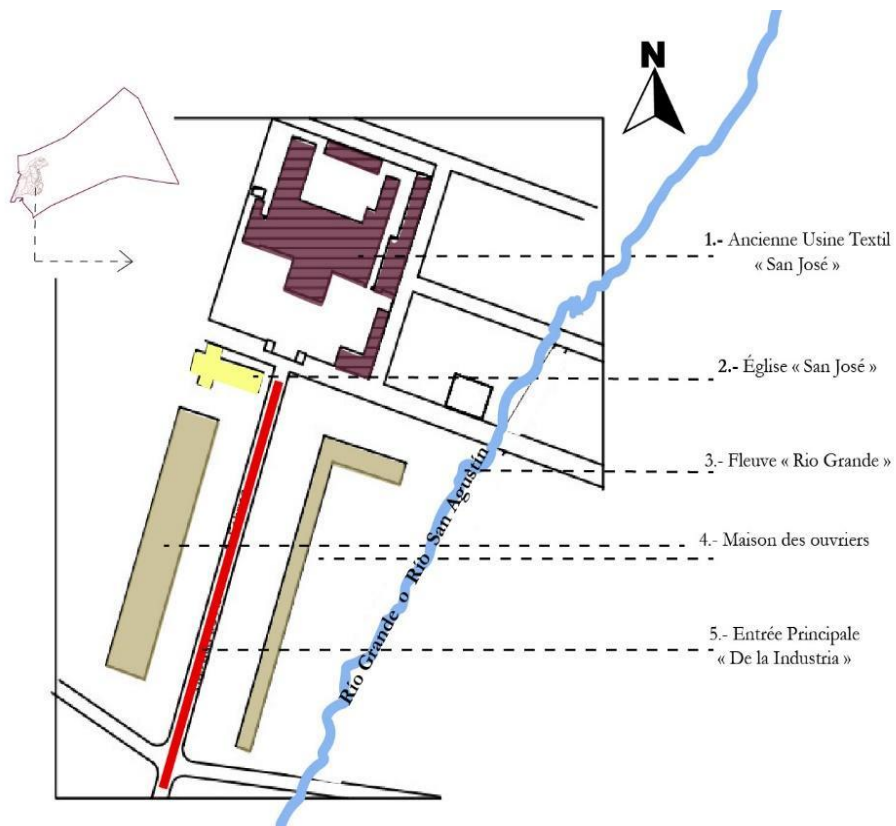 N
1.- Ancienne Usine Textil
« San José »
2.- Église « San José »
3.- Fleuve « Rio Grande »
Río Grande o Río San Agustín
4.- Maison des ouvriers
5.- Entrée Principale
« De la Industria »